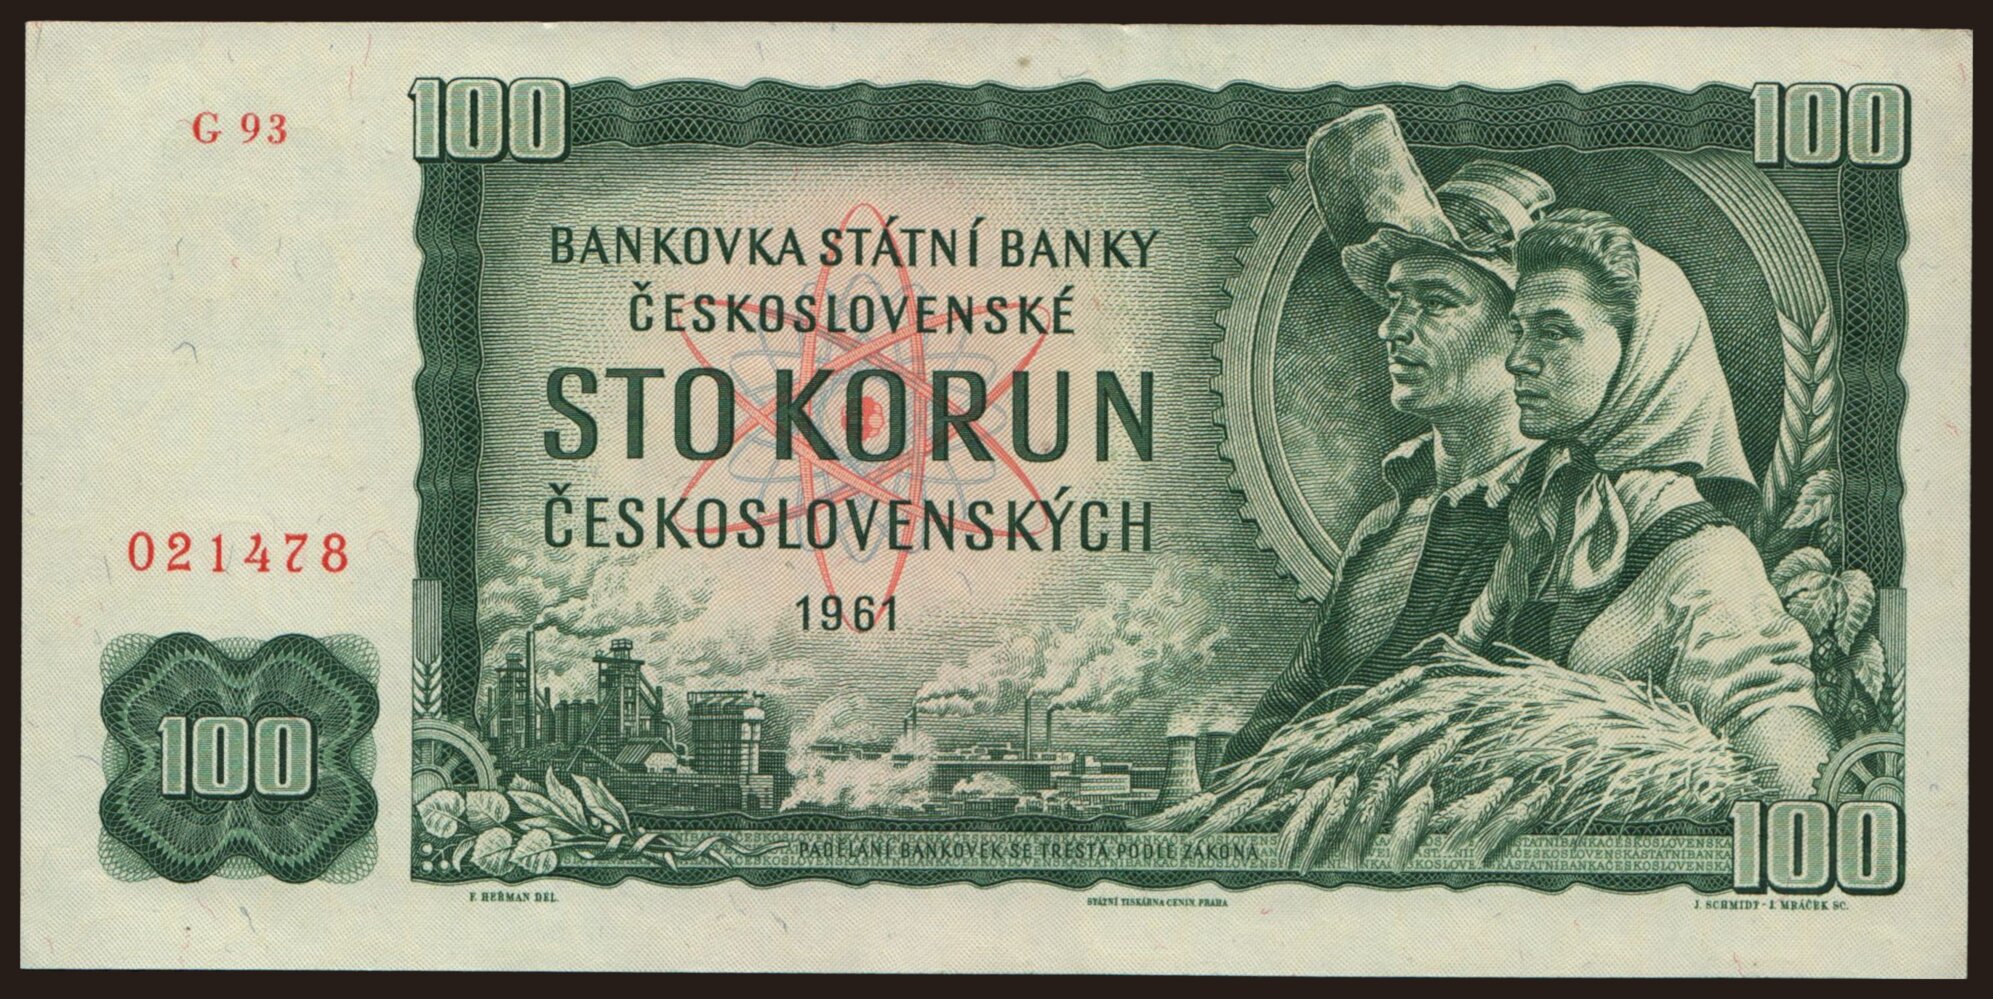 G 93
100
100
BANKOVKA STÁTNÍ BANKY
ČESKOSLOVENSKÉ
STO KORUN
ČESKOSLOVENSKÝCH
1961
021478
100
PADĚLÁNÍ BANKOVEK SE TRESTÁ PODLE ZÁKONA
100
F. HEŘMAN DEL.
STÁTNÍ TISKÁRNA CENIN, PRAHA
J. SCHMIDT - J. MRÁČEK SC.